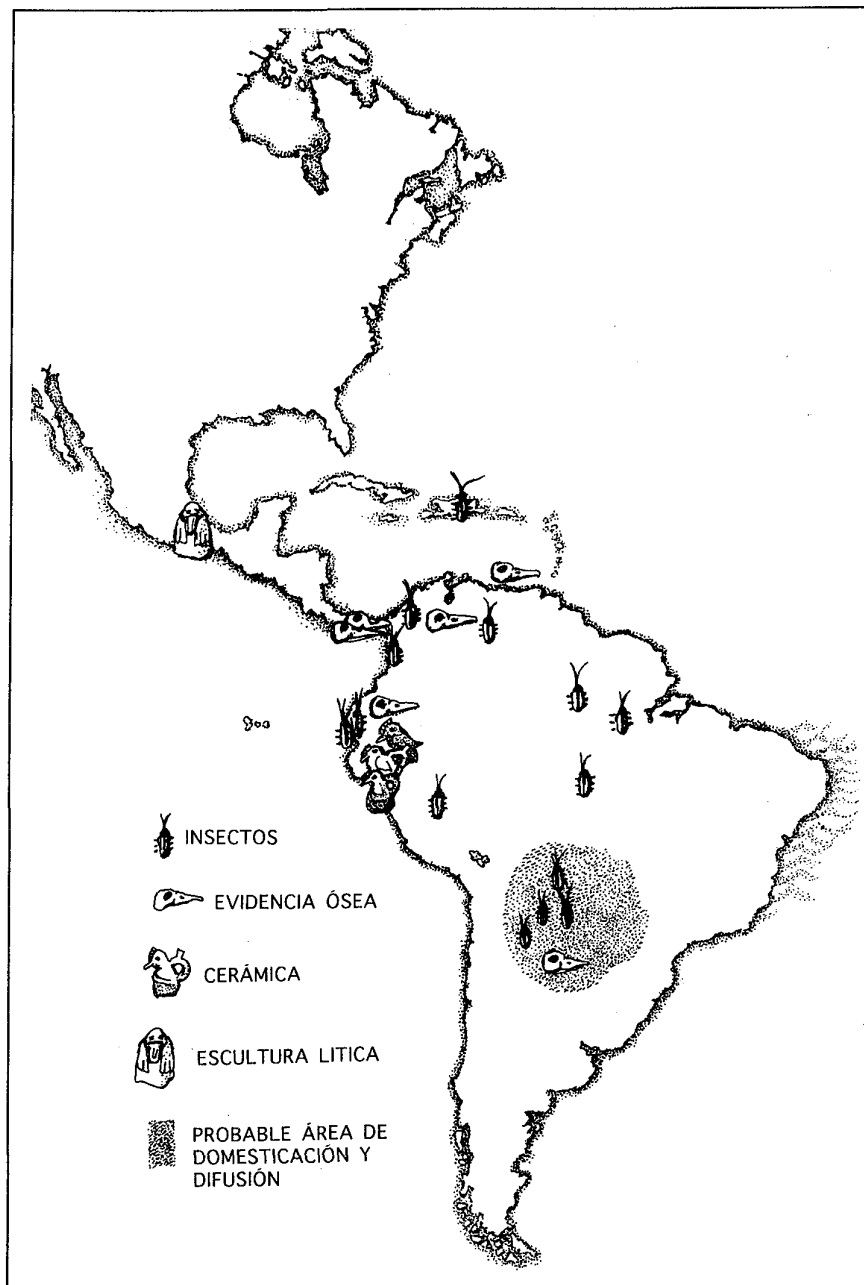 INSECTOS
EVIDENCIA ÓSEA
CERÁMICA
ESCULTURA LITICA
PROBABLE ÁREA DE
DOMESTICACIÓN Y
DIFUSIÓN